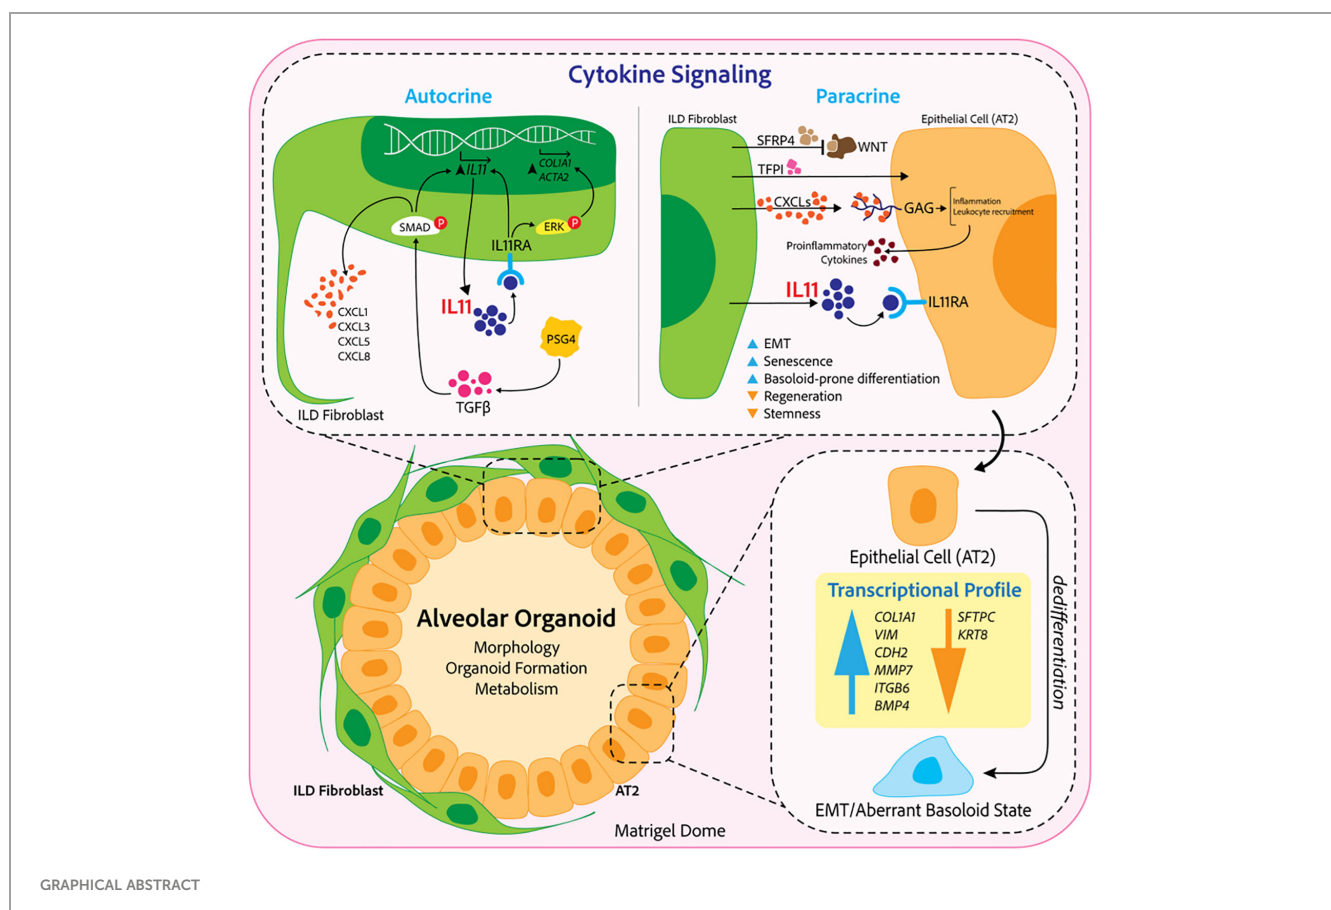 Cytokine Signaling
Autocrine
IL11
COL1A1
ACTA2
SMAD
P
ERK
P
IL11RA
IL11
CXCL1
CXCL3
CXCL5
CXCL8
PSG4
TGFβ
ILD Fibroblast
Paracrine
ILD Fibroblast
Epithelial Cell (AT2)
SFRP4
WNT
TFPI
CXCLs
GAG
Inflammation
Leukocyte recruitment
Proinflammatory
Cytokines
IL11
IL11RA
EMT
Senescence
Basoloid-prone differentiation
Regeneration
Stemness
Alveolar Organoid
Morphology
Organoid Formation
Metabolism
ILD Fibroblast
AT2
Matrigel Dome
Epithelial Cell (AT2)
Transcriptional Profile
COL1A1
VIM
CDH2
MMP7
ITGB6
BMP4
SFTPC
KRT8
dedifferentiation
EMT/Aberrant Basoloid State
GRAPHICAL ABSTRACT